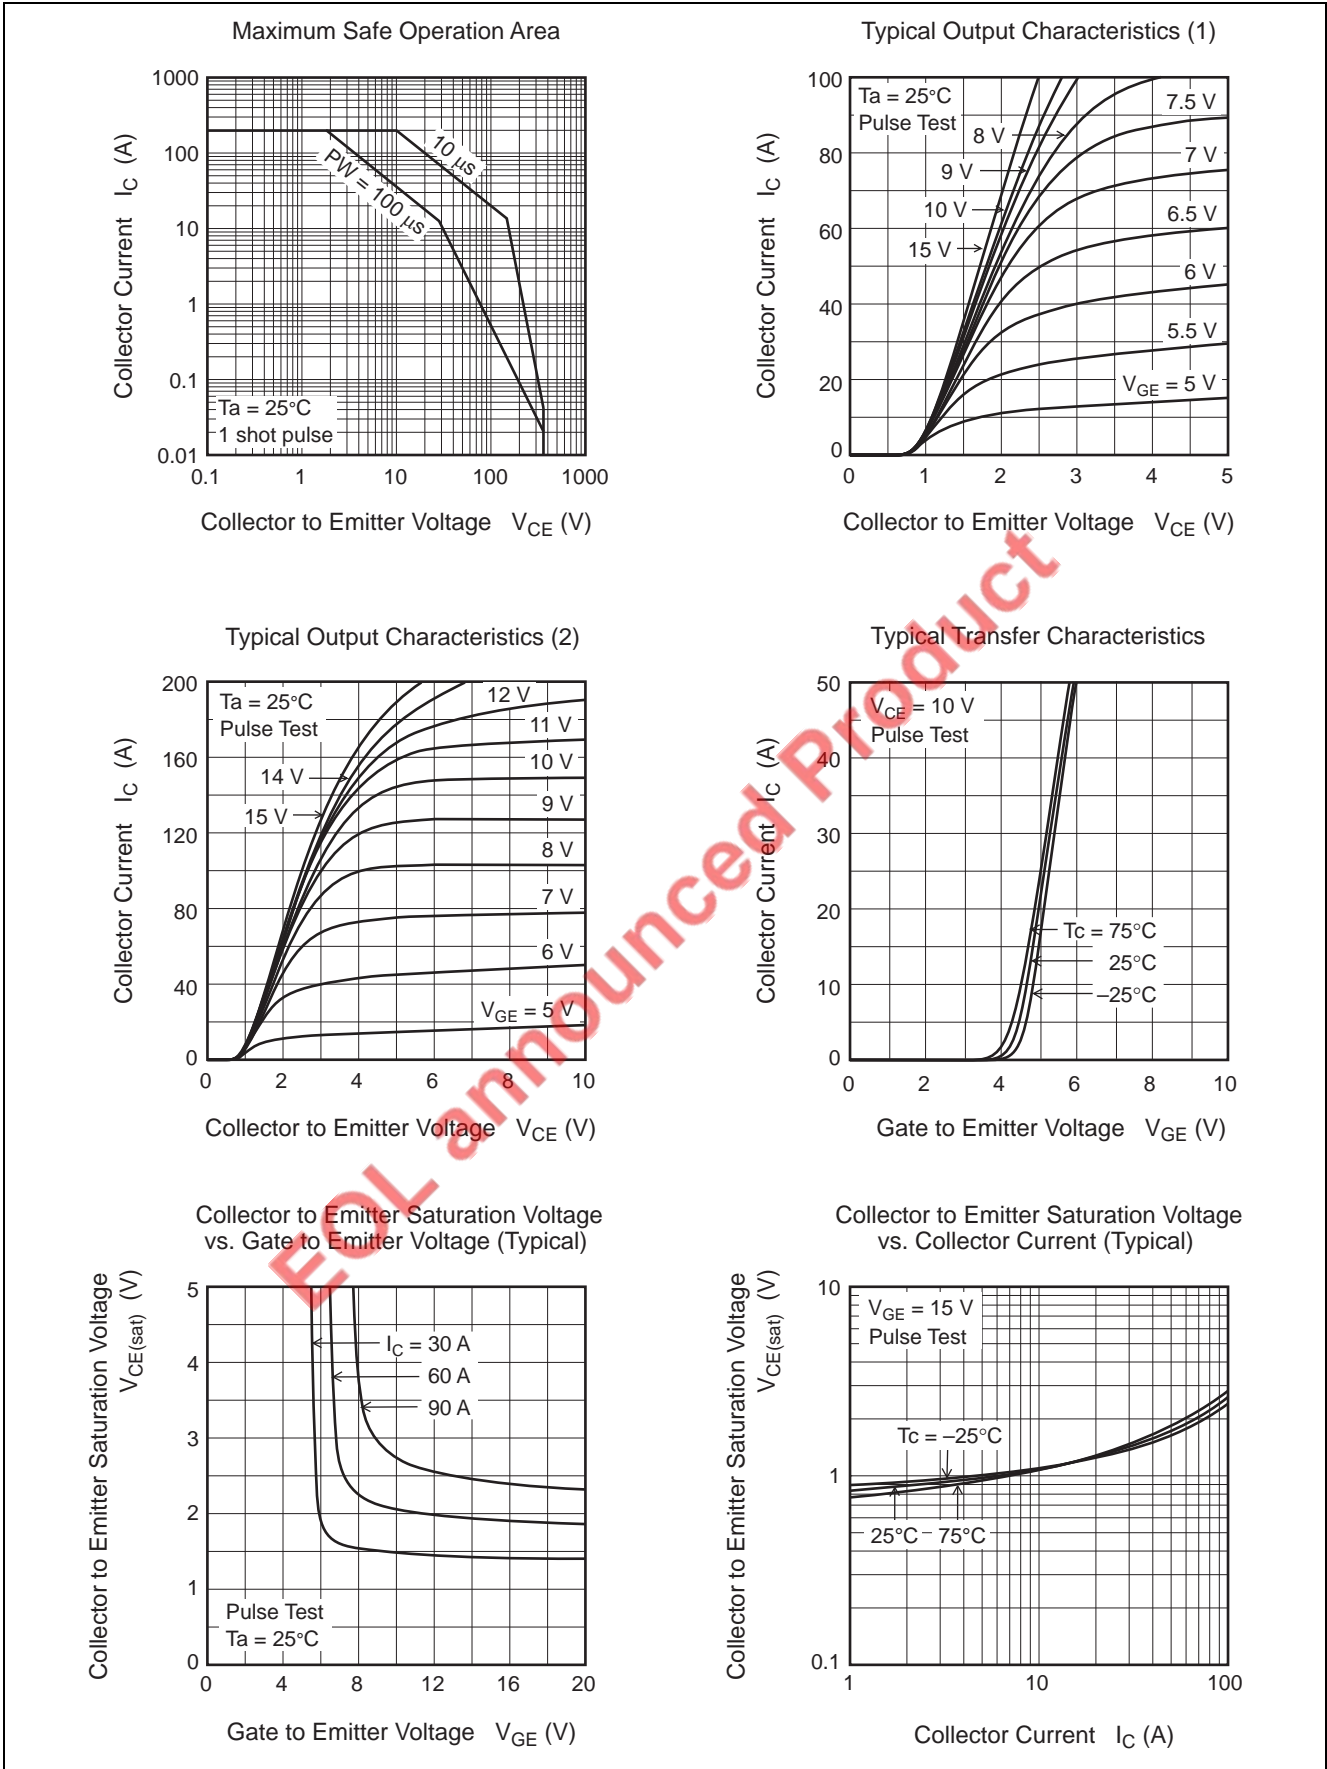 Maximum Safe Operation Area
Collector Current IC (A)
1000
100
10
1
0.1
0.01
10 μs
PW = 100 μs
Ta = 25°C
1 shot pulse
0.1 1 10 100 1000
Collector to Emitter Voltage VCE (V)
Typical Output Characteristics (1)
Collector Current IC (A)
100
80
60
40
20
0
Ta = 25°C
Pulse Test
8 V
9 V
10 V
15 V
7.5 V
7 V
6.5 V
6 V
5.5 V
VGE = 5 V
0 1 2 3 4 5
Collector to Emitter Voltage VCE (V)
Typical Output Characteristics (2)
Collector Current IC (A)
200
160
120
80
40
0
Ta = 25°C
Pulse Test
14 V
15 V
12 V
11 V
10 V
9 V
8 V
7 V
6 V
VGE = 5 V
0 2 4 6 8 10
Collector to Emitter Voltage VCE (V)
Typical Transfer Characteristics
Collector Current IC (A)
50
40
30
20
10
0
VCE = 10 V
Pulse Test
Tc = 75°C
25°C
–25°C
0 2 4 6 8 10
Gate to Emitter Voltage VGE (V)
Collector to Emitter Saturation Voltage
vs. Gate to Emitter Voltage (Typical)
Collector to Emitter Saturation Voltage
VCE(sat) (V)
5
4
3
2
1
0
IC = 30 A
60 A
90 A
Pulse Test
Ta = 25°C
0 4 8 12 16 20
Gate to Emitter Voltage VGE (V)
Collector to Emitter Saturation Voltage
vs. Collector Current (Typical)
Collector to Emitter Saturation Voltage
VCE(sat) (V)
10
1
0.1
VGE = 15 V
Pulse Test
Tc = –25°C
25°C 75°C
1 10 100
Collector Current IC (A)
EOL announced Product